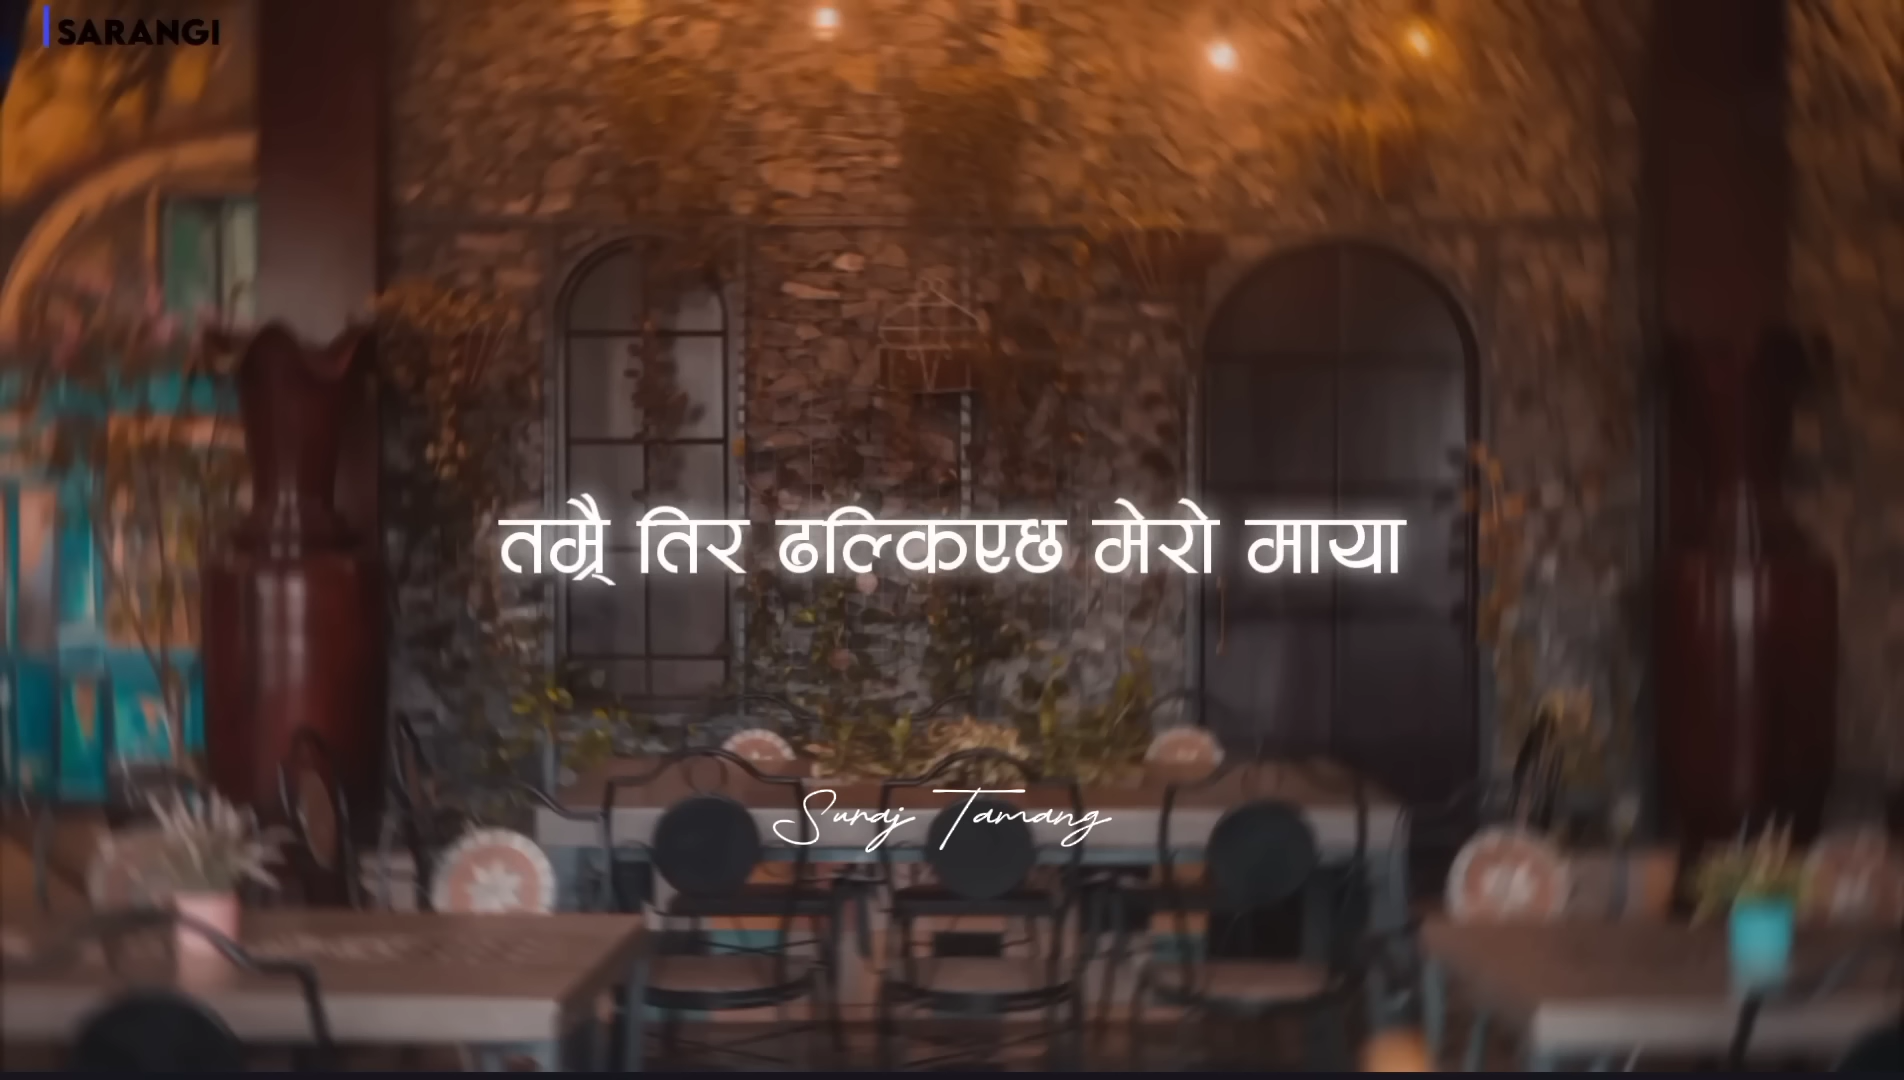 SARANGI
तम्रै तिर ढल्किएछ मेरो माया
Suraj Tamang